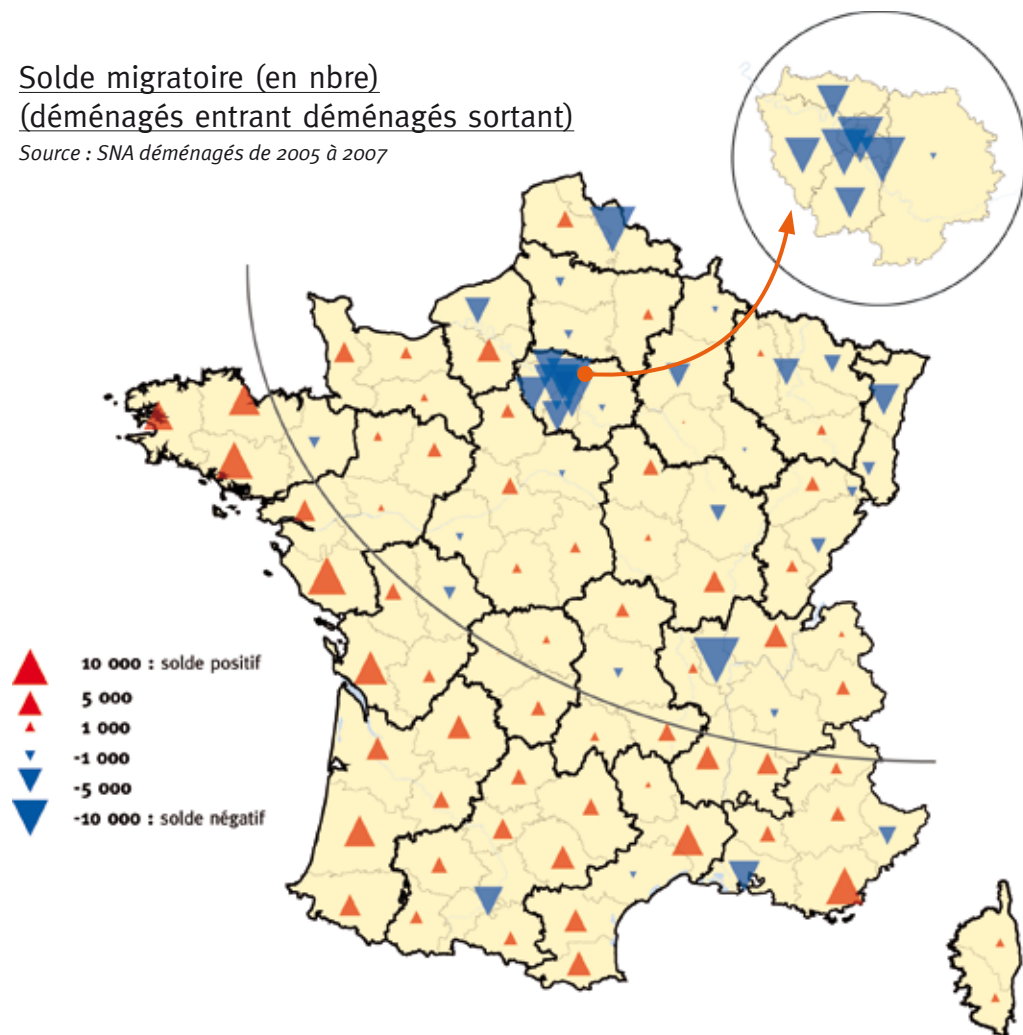 Solde migratoire (en nbre)
(déménagés entrant déménagés sortant)
Source : SNA déménagés de 2005 à 2007
10 000 : solde positif
5 000
1 000
-1 000
-5 000
-10 000 : solde négatif